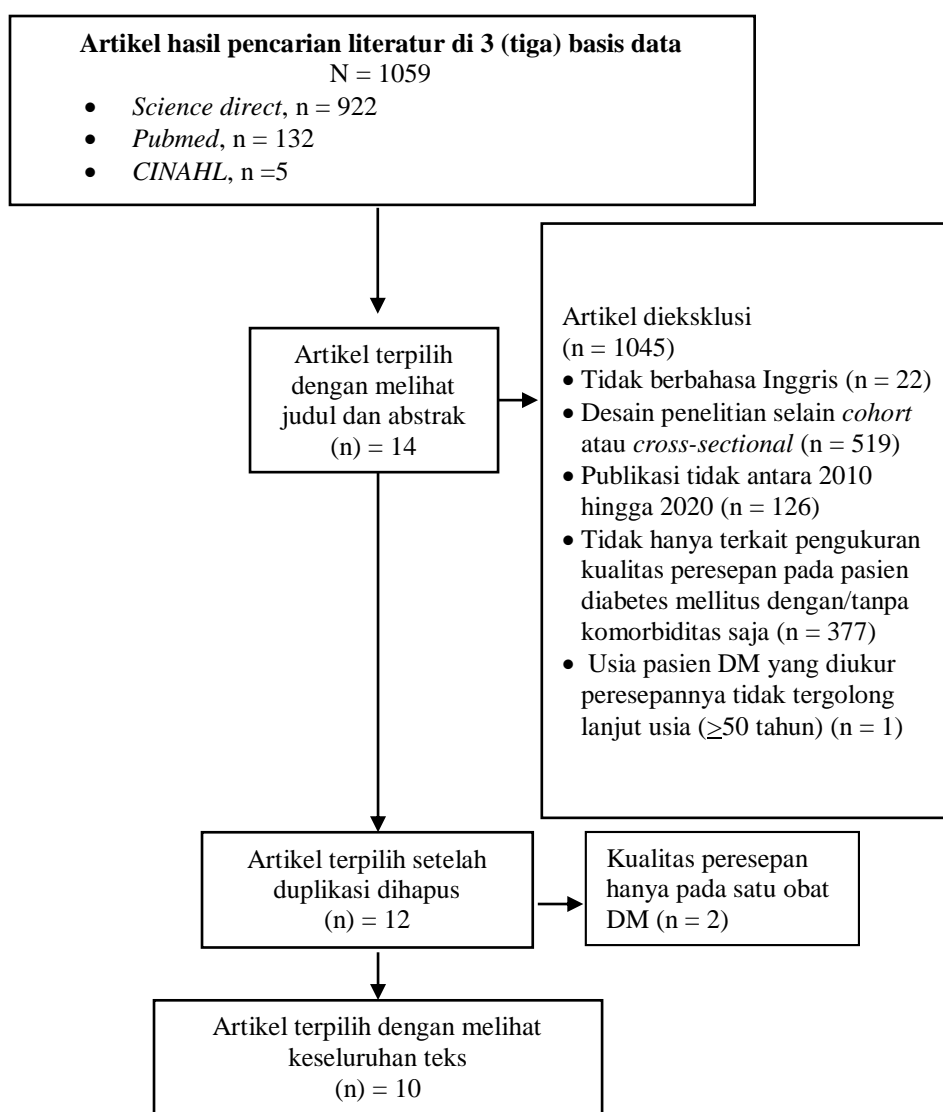 Artikel hasil pencarian literatur di 3 (tiga) basis data
N = 1059
• Science direct, n = 922
• Pubmed, n = 132
• CINAHL, n =5
Artikel terpilih
dengan melihat
judul dan abstrak
(n) = 14
Artikel dieksklusi
(n = 1045)
• Tidak berbahasa Inggris (n = 22)
• Desain penelitian selain cohort
atau cross-sectional (n = 519)
• Publikasi tidak antara 2010
hingga 2020 (n = 126)
• Tidak hanya terkait pengukuran
kualitas peresepan pada pasien
diabetes mellitus dengan/tanpa
komorbiditas saja (n = 377)
• Usia pasien DM yang diukur
peresepannya tidak tergolong
lanjut usia (≥50 tahun) (n = 1)
Artikel terpilih setelah
duplikasi dihapus
(n) = 12
Kualitas peresepan
hanya pada satu obat
DM (n = 2)
Artikel terpilih dengan melihat
keseluruhan teks
(n) = 10